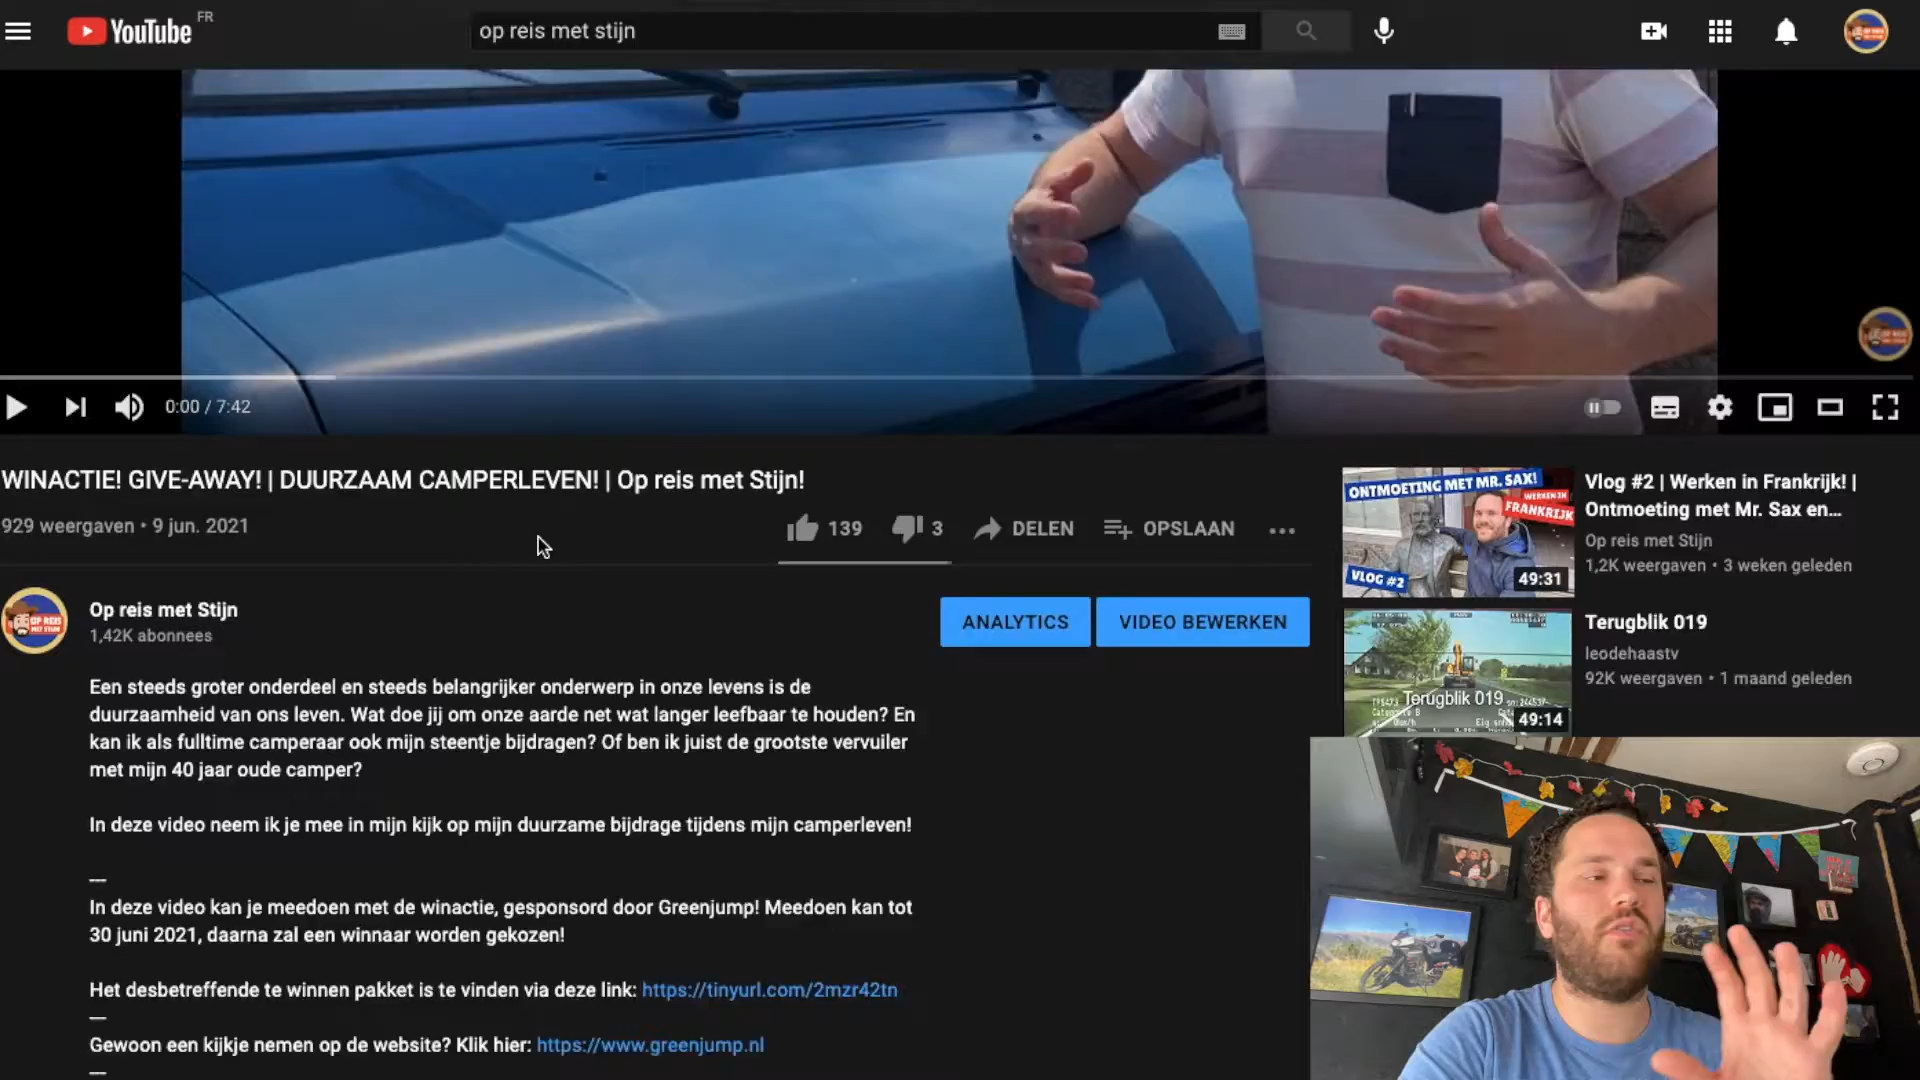 YouTube FR
op reis met stijn
0:00 / 7:42
WINACTIE! GIVE-AWAY! | DUURZAAM CAMPERLEVEN! | Op reis met Stijn!
929 weergaven • 9 jun. 2021
139
3
DELEN
OPSLAAN
Op reis met Stijn
1,42K abonnees
ANALYTICS
VIDEO BEWERKEN
Een steeds groter onderdeel en steeds belangrijker onderwerp in onze levens is de
duurzaamheid van ons leven. Wat doe jij om onze aarde net wat langer leefbaar te houden? En
kan ik als fulltime camperaar ook mijn steentje bijdragen? Of ben ik juist de grootste vervuiler
met mijn 40 jaar oude camper?
In deze video neem ik je mee in mijn kijk op mijn duurzame bijdrage tijdens mijn camperleven!
—
In deze video kan je meedoen met de winactie, gesponsord door Greenjump! Meedoen kan tot
30 juni 2021, daarna zal een winnaar worden gekozen!
Het desbetreffende te winnen pakket is te vinden via deze link: https://tinyurl.com/2mzr42tn
—
Gewoon een kijkje nemen op de website? Klik hier: https://www.greenjump.nl
—
ONTMOETING MET MR. SAX!
WERKEN IN
FRANKRIJK
VLOG #2
49:31
Vlog #2 | Werken in Frankrijk! |
Ontmoeting met Mr. Sax en...
Op reis met Stijn
1,2K weergaven • 3 weken geleden
Terugblik 019
49:14
Terugblik 019
leodehaastv
92K weergaven • 1 maand geleden
OP REIS
MET STIJN